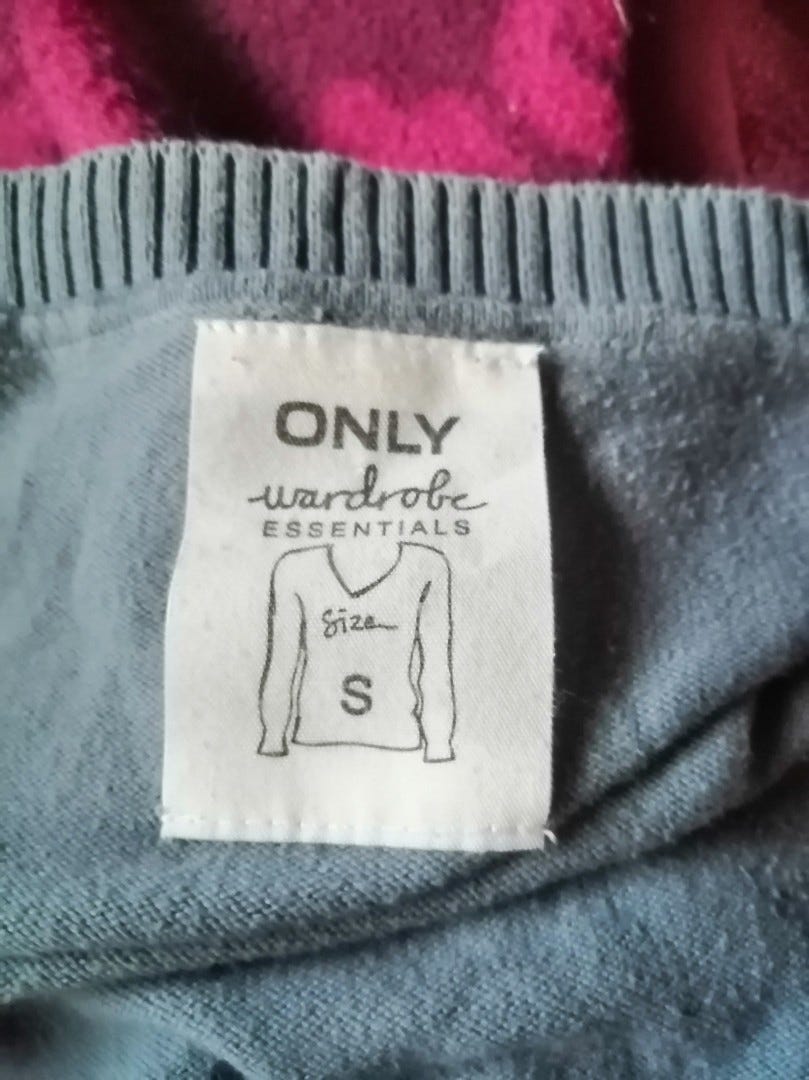 ONLY
wardrobe
ESSENTIALS
Size
S